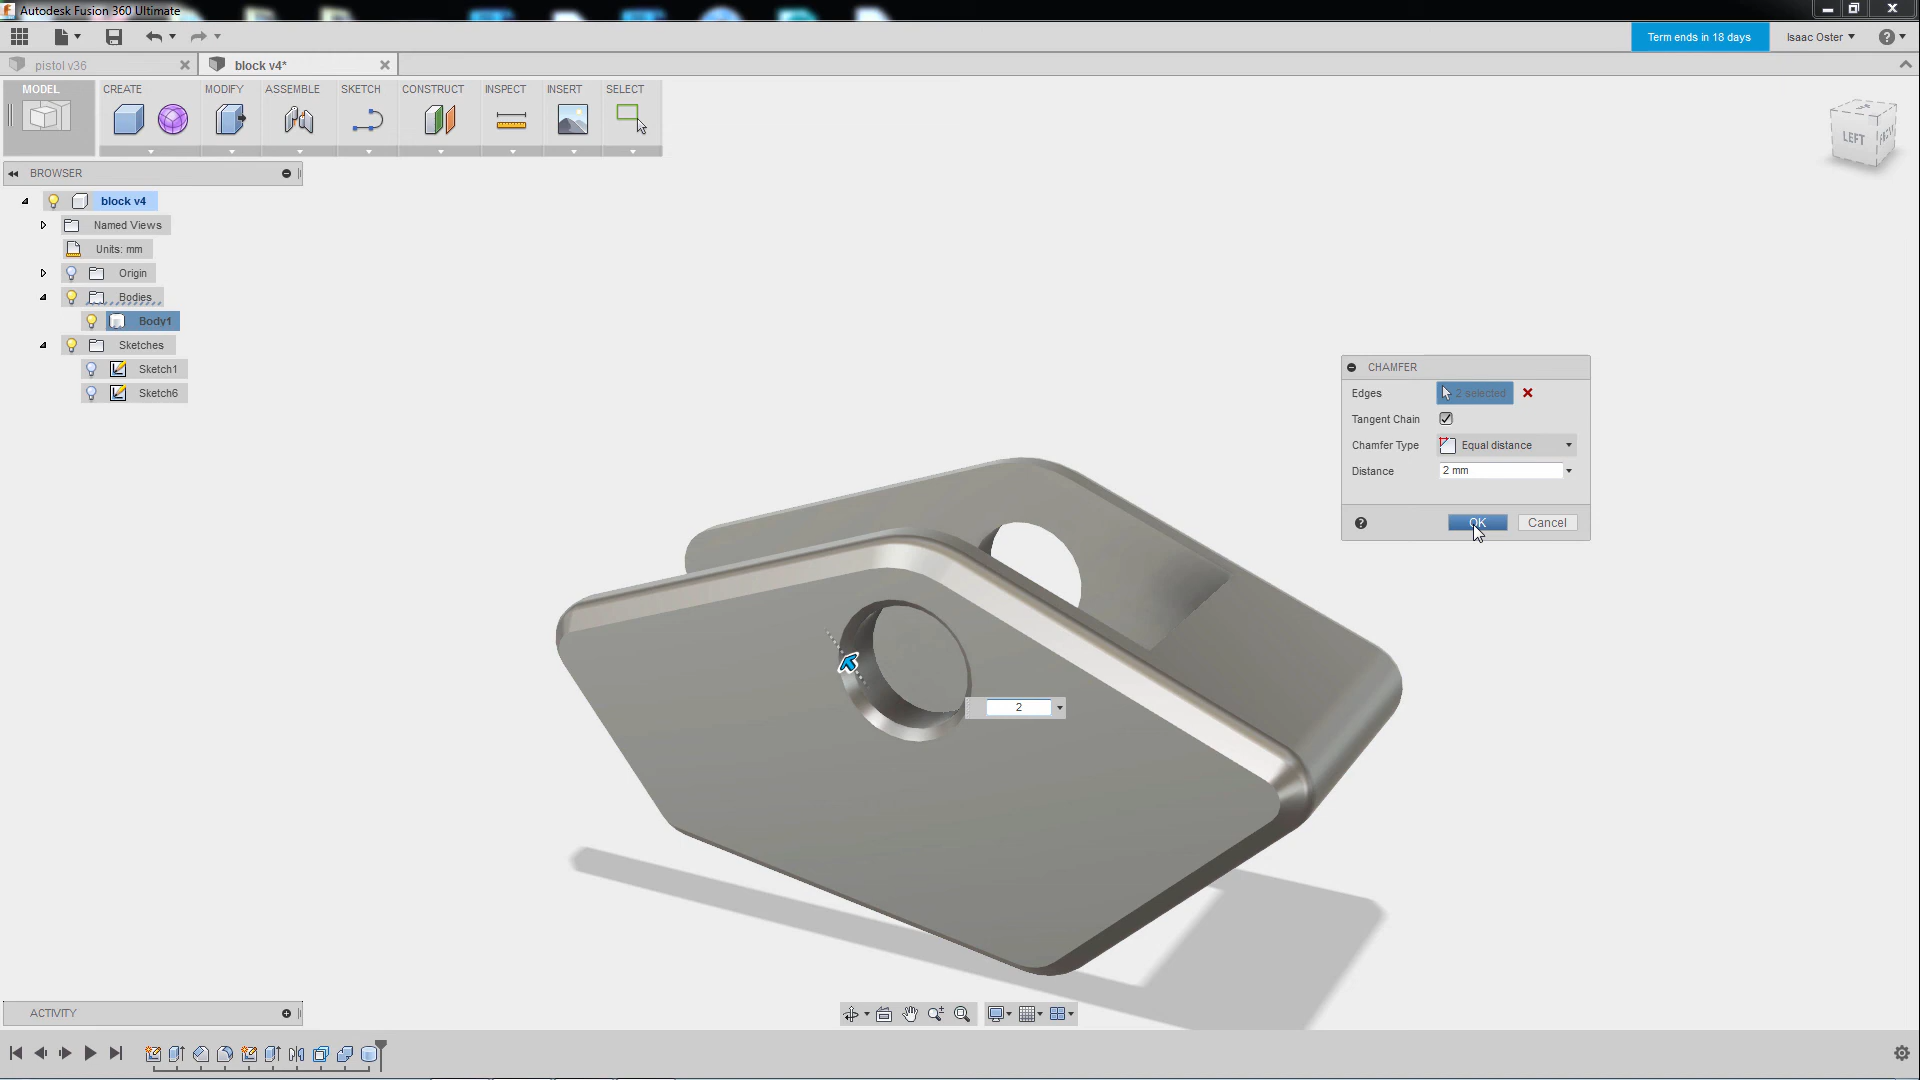 Autodesk Fusion 360 Ultimate
Term ends in 18 days
Isaac Oster
pistol v36
block v4*
MODEL
CREATE
MODIFY
ASSEMBLE
SKETCH
CONSTRUCT
INSPECT
INSERT
SELECT
LEFT
BROWSER
block v4
Named Views
Units: mm
Origin
Bodies
Body1
Sketches
Sketch1
Sketch6
CHAMFER
Edges 2 selected
Tangent Chain
Chamfer Type Equal distance
Distance 2 mm
OK Cancel
2
ACTIVITY